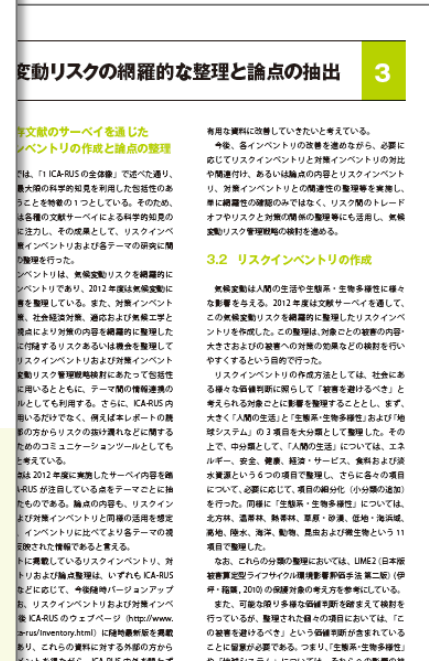 変動リスクの網羅的な整理と論点の抽出
3
存文献のサーベイを通じた
ンベントリの作成と論点の整理
では、「1 ICA-RUS の全体像」で述べた通り、
最大限の科学的知見を利用した包括性のあ
うことを特徴の 1 つとしている。そのため、
は各種の文献サーベイによる科学的知見の
に注力し、その成果として、リスクインベ
策インベントリおよび各テーマの研究に関
の整理を行った。
ンベントリは、気候変動リスクを網羅的に
ンベントリであり、2012 年度は気候変動に
害を整理している。また、対策インベント
策、社会経済対策、適応および気候工学と
視点により対策の内容を網羅的に整理した
に付随するリスクあるいは機会を整理して
リスクインベントリおよび対策インベント
変動リスク管理戦略検討にあたって包括性
に用いるとともに、テーマ間の情報連携の
ルとしても利用する。さらに、ICA-RUS 内
用いるだけでなく、例えば本レポートの読
部の方からリスクの抜け漏れなどに関する
ためのコミュニケーションツールとしても
と考えている。
点は 2012 年度に実施したサーベイ内容を踏
A-RUS が注目している点をテーマごとに抽
たものである。論点の内容も、リスクイン
よび対策インベントリと同様の活用を想定
、インベントリに比べてより各テーマの視
反映された情報であると言える。
トに掲載しているリスクインベントリ、対
トリおよび論点整理は、いずれも ICA-RUS
などに応じて、今後随時バージョンアップ
お、リスクインベントリおよび対策インベ
後 ICA-RUS のウェブページ（http://www.
a-rus/inventory.html）に随時最新版を掲載
あり、これらの資料に対する外部の方から
有用な資料に改善していきたいと考えている。
今後、各インベントリの改善を進めながら、必要に
応じてリスクインベントリと対策インベントリの対比
や関連付け、あるいは論点の内容とリスクインベント
リ、対策インベントリとの関連性の整理等を実施し、
単に網羅性の確認のみではなく、リスク間のトレード
オフやリスクと対策の関係の整理等にも活用し、気候
変動リスク管理戦略の検討を進める。
3.2 リスクインベントリの作成
気候変動は人間の生活や生態系・生物多様性に様々
な影響を与える。2012 年度は文献サーベイを通して、
この気候変動リスクを網羅的に整理したリスクインベ
ントリを作成した。この整理は、対象ごとの被害の内容・
大きさおよびその被害への対策の効果などの検討を行い
やすくするという目的で行った。
リスクインベントリの作成方法としては、社会にあ
る様々な価値判断に照らして「被害を避けるべき」と
考えられる対象ごとに影響を整理することとし、まず、
大きく「人間の生活」と「生態系・生物多様性」および「地
球システム」の 3 項目を大分類として整理した。その
上で、中分類として、「人間の生活」については、エネ
ルギー、安全、健康、経済・サービス、食料および淡
水資源という 6 つの項目で整理し、さらに各々の項目
について、必要に応じて、項目の細分化（小分類の追加）
を行った。同様に「生態系・生物多様性」については、
北方林、温帯林、熱帯林、草原・砂漠、低地・海浜域、
高地、陸水、海洋、動物、昆虫および微生物という 11
項目で整理した。
なお、これらの分類の整理においては、LIME2（日本版
被害算定型ライフサイクル環境影響評価手法 第二版）（伊
坪・稲葉, 2010）の保護対象の考え方を参考にしている。
また、可能な限り多様な価値判断を踏まえて検討を
行っているが、整理された個々の項目においては、「こ
の被害を避けるべき」という価値判断が含まれている
ことに留意が必要である。つまり、「生態系・生物多様性」